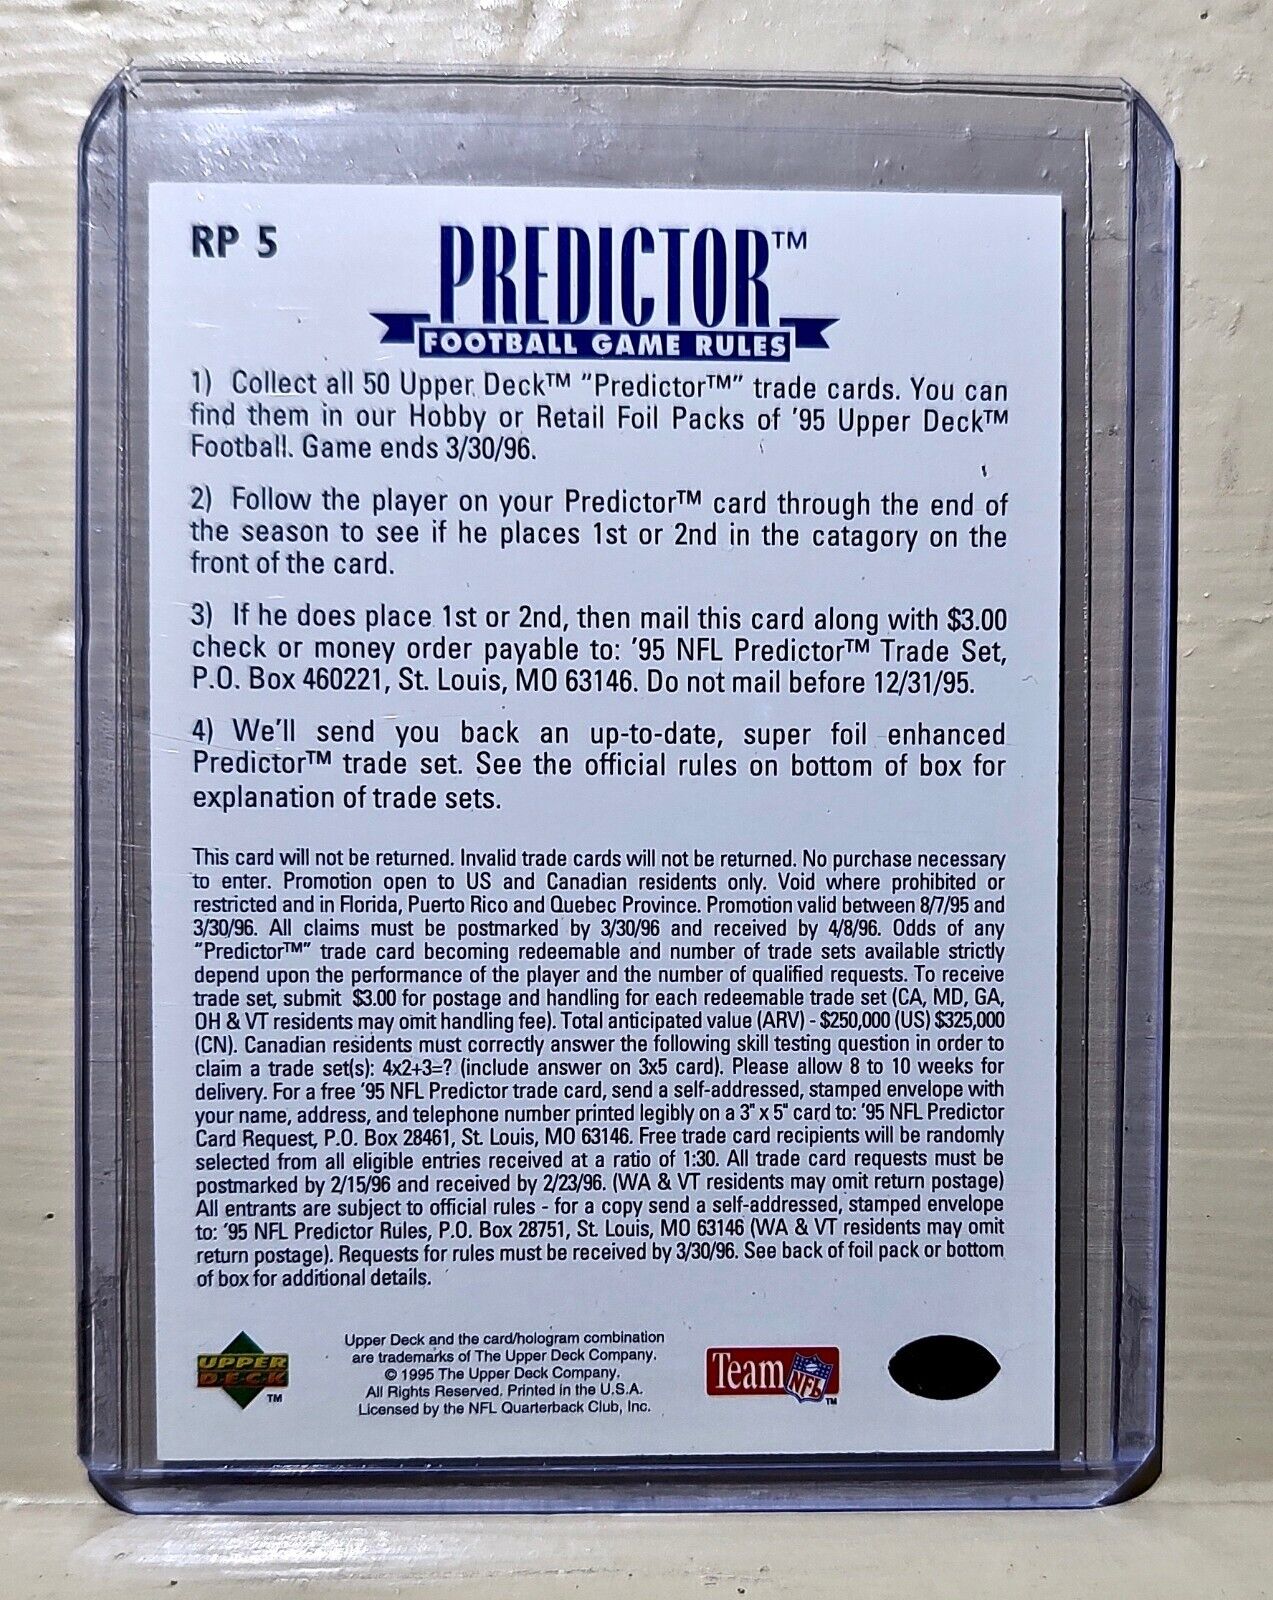 RP 5
PREDICTOR™
FOOTBALL GAME RULES
1) Collect all 50 Upper Deck™ "Predictor™" trade cards. You can
find them in our Hobby or Retail Foil Packs of '95 Upper Deck™
Football. Game ends 3/30/96.
2) Follow the player on your Predictor™ card through the end of
the season to see if he places 1st or 2nd in the catagory on the
front of the card.
3) If he does place 1st or 2nd, then mail this card along with $3.00
check or money order payable to: '95 NFL Predictor™ Trade Set,
P.O. Box 460221, St. Louis, MO 63146. Do not mail before 12/31/95.
4) We'll send you back an up-to-date, super foil enhanced
Predictor™ trade set. See the official rules on bottom of box for
explanation of trade sets.
This card will not be returned. Invalid trade cards will not be returned. No purchase necessary
to enter. Promotion open to US and Canadian residents only. Void where prohibited or
restricted and in Florida, Puerto Rico and Quebec Province. Promotion valid between 8/7/95 and
3/30/96. All claims must be postmarked by 3/30/96 and received by 4/8/96. Odds of any
"Predictor™" trade card becoming redeemable and number of trade sets available strictly
depend upon the performance of the player and the number of qualified requests. To receive
trade set, submit $3.00 for postage and handling for each redeemable trade set (CA, MD, GA,
OH & VT residents may omit handling fee). Total anticipated value (ARV) - $250,000 (US) $325,000
(CN). Canadian residents must correctly answer the following skill testing question in order to
claim a trade set(s): 4x2+3=? (include answer on 3x5 card). Please allow 8 to 10 weeks for
delivery. For a free '95 NFL Predictor trade card, send a self-addressed, stamped envelope with
your name, address, and telephone number printed legibly on a 3" x 5" card to: '95 NFL Predictor
Card Request, P.O. Box 28461, St. Louis, MO 63146. Free trade card recipients will be randomly
selected from all eligible entries received at a ratio of 1:30. All trade card requests must be
postmarked by 2/15/96 and received by 2/23/96. (WA & VT residents may omit return postage)
All entrants are subject to official rules - for a copy send a self-addressed, stamped envelope
to: '95 NFL Predictor Rules, P.O. Box 28751, St. Louis, MO 63146 (WA & VT residents may omit
return postage). Requests for rules must be received by 3/30/96. See back of foil pack or bottom
of box for additional details.
UPPER
DECK
TM
Upper Deck and the card/hologram combination
are trademarks of The Upper Deck Company.
© 1995 The Upper Deck Company.
All Rights Reserved. Printed in the U.S.A.
Licensed by the NFL Quarterback Club, Inc.
Team NFL™